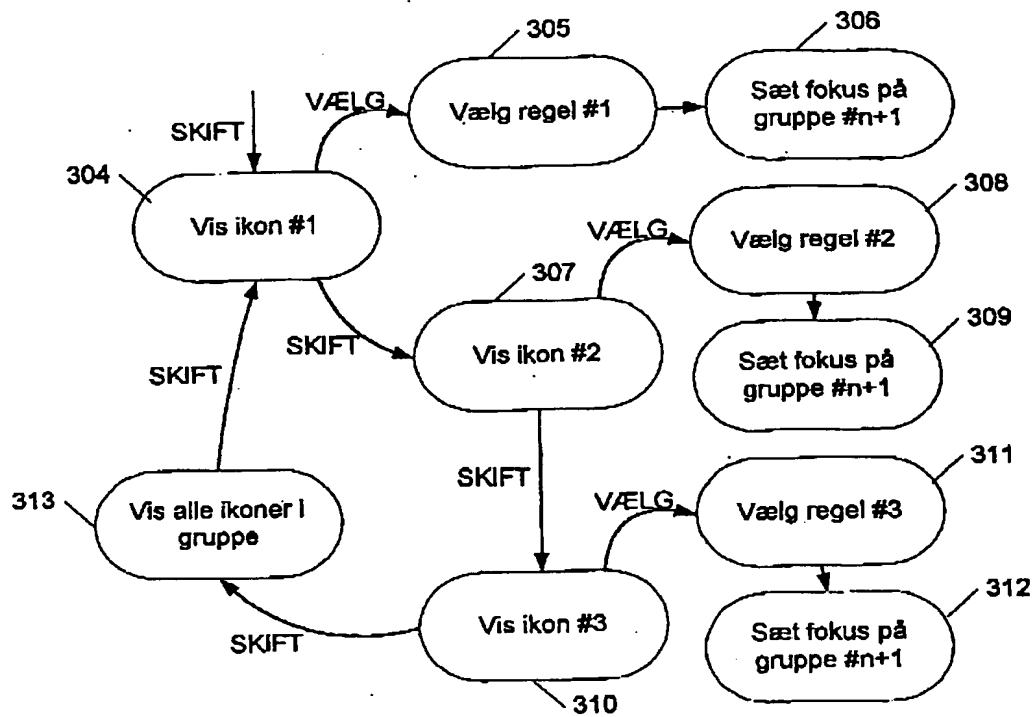 305
306
VÆLG
Vælg regel #1
Sæt fokus på
gruppe #n+1
SKIFT
304
Vis ikon #1
308
VÆLG
Vælg regel #2
307
SKIFT
Vis ikon #2
309
Sæt fokus på
gruppe #n+1
SKIFT
SKIFT
311
313
Vis alle ikoner i
gruppe
VÆLG
Vælg regel #3
312
SKIFT
Vis ikon #3
Sæt fokus på
gruppe #n+1
310